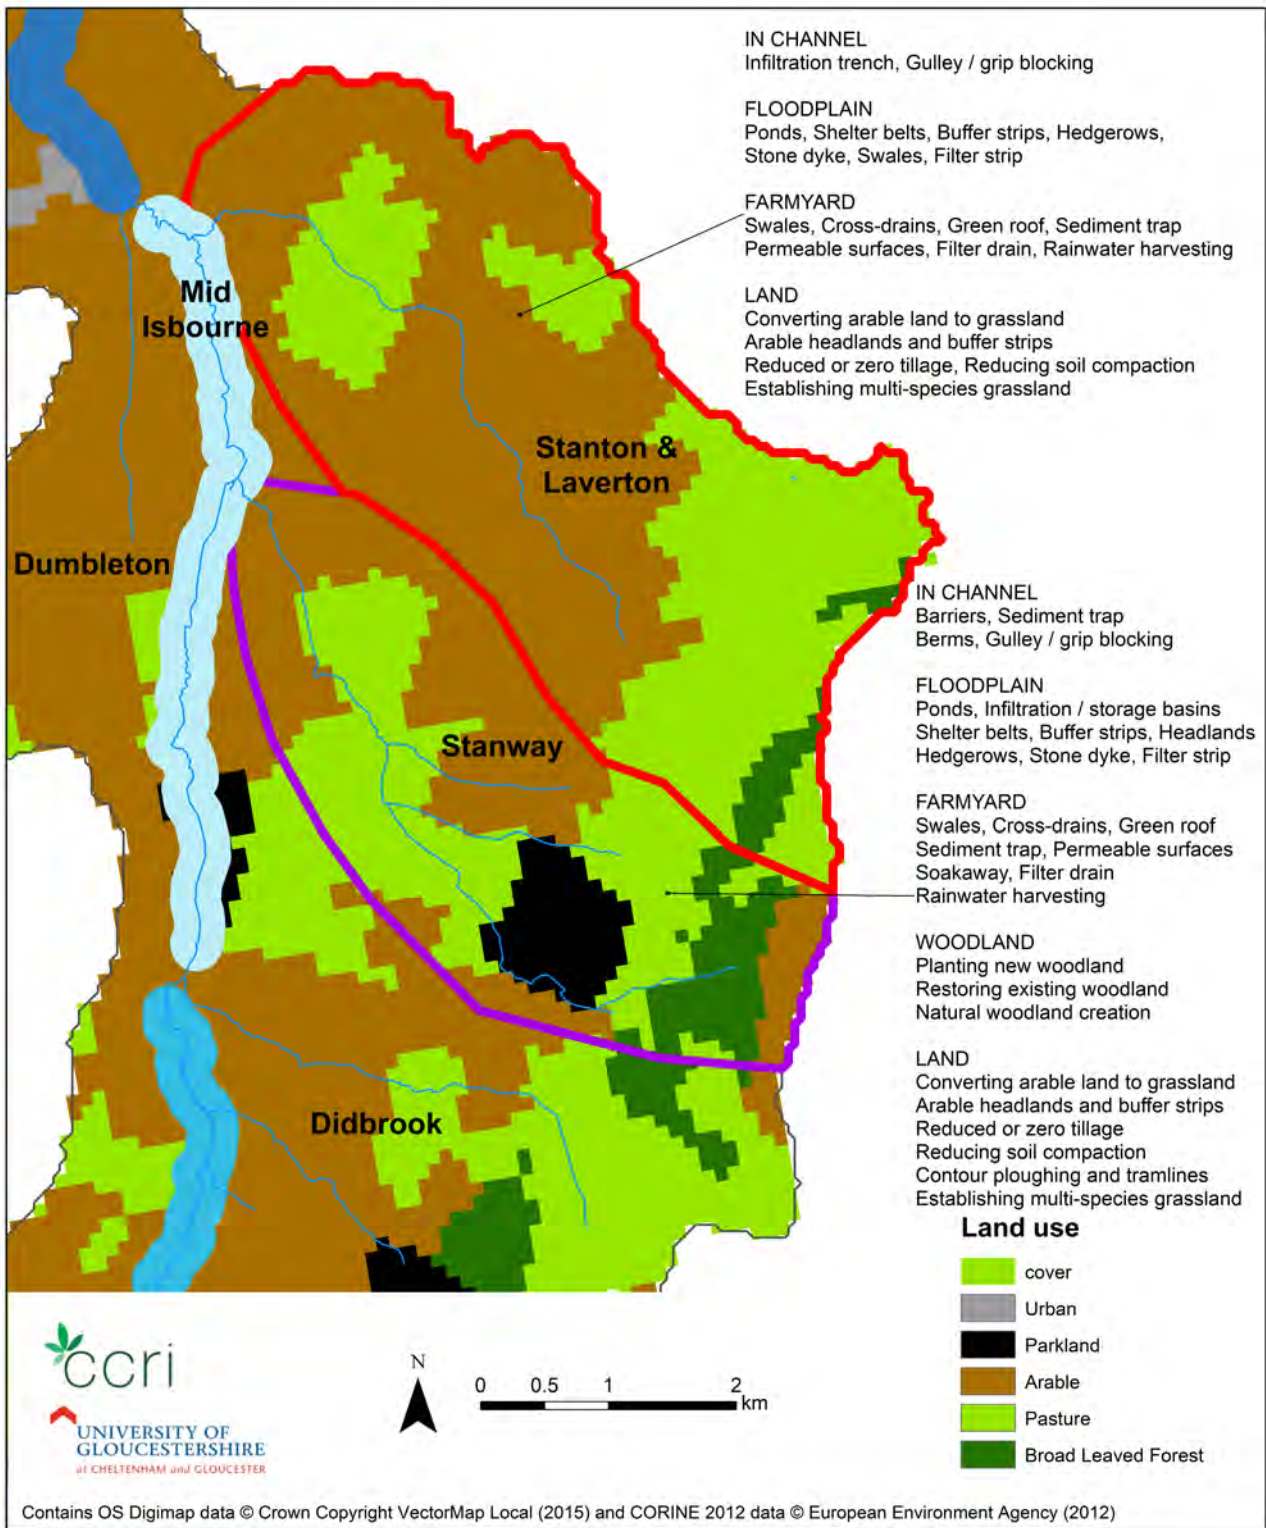 IN CHANNEL
Infiltration trench, Gulley / grip blocking
FLOODPLAIN
Ponds, Shelter belts, Buffer strips, Hedgerows,
Stone dyke, Swales, Filter strip
FARMYARD
Swales, Cross-drains, Green roof, Sediment trap
Permeable surfaces, Filter drain, Rainwater harvesting
LAND
Converting arable land to grassland
Arable headlands and buffer strips
Reduced or zero tillage, Reducing soil compaction
Establishing multi-species grassland
Mid
Isbourne
Stanton &
Laverton
Dumbleton
Stanway
Didbrook
IN CHANNEL
Barriers, Sediment trap
Berms, Gulley / grip blocking
FLOODPLAIN
Ponds, Infiltration / storage basins
Shelter belts, Buffer strips, Headlands
Hedgerows, Stone dyke, Filter strip
FARMYARD
Swales, Cross-drains, Green roof
Sediment trap, Permeable surfaces
Soakaway, Filter drain
Rainwater harvesting
WOODLAND
Planting new woodland
Restoring existing woodland
Natural woodland creation
LAND
Converting arable land to grassland
Arable headlands and buffer strips
Reduced or zero tillage
Reducing soil compaction
Contour ploughing and tramlines
Establishing multi-species grassland
Land use
cover
Urban
Parkland
Arable
Pasture
Broad Leaved Forest
ccri
UNIVERSITY OF
GLOUCESTERSHIRE
at CHELTENHAM and GLOUCESTER
N
0 0.5 1 2
km
Contains OS Digimap data © Crown Copyright VectorMap Local (2015) and CORINE 2012 data © European Environment Agency (2012)